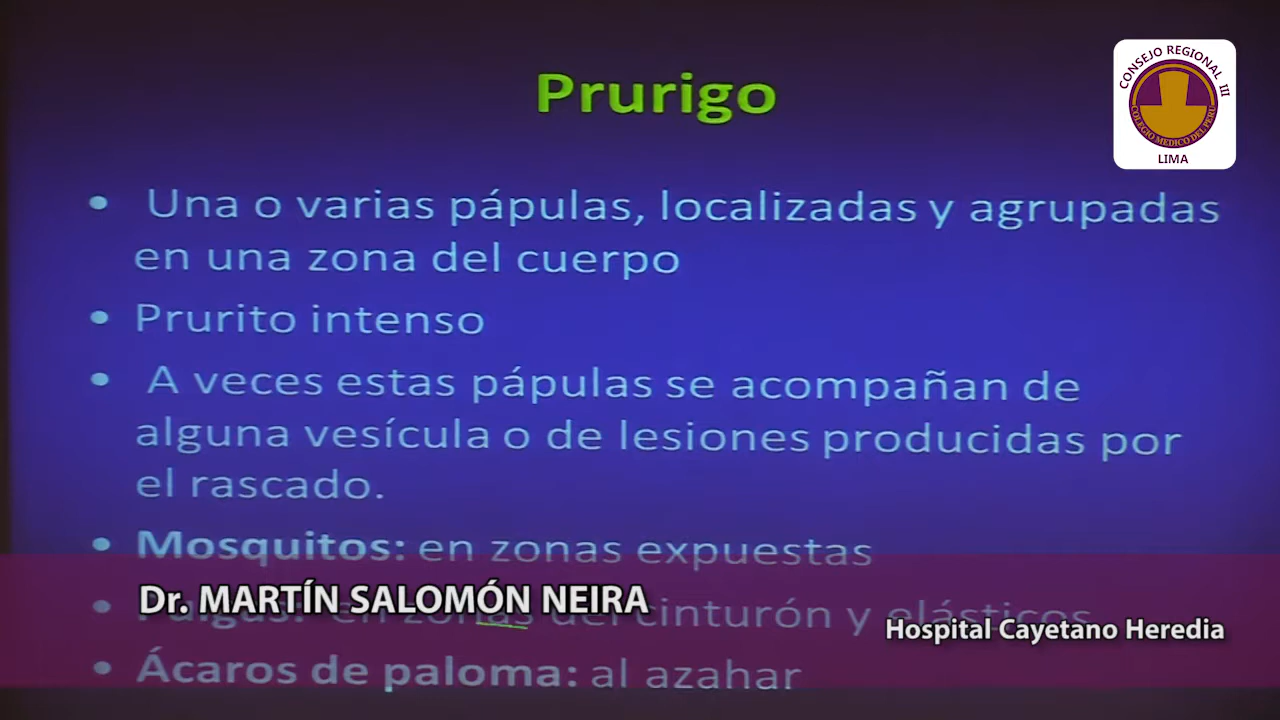 Prurigo
CONSEJO REGIONAL III
COLEGIO MEDICO DEL PERU
LIMA
• Una o varias pápulas, localizadas y agrupadas
en una zona del cuerpo
• Prurito intenso
• A veces estas pápulas se acompañan de
alguna vesícula o de lesiones producidas por
el rascado.
• Mosquitos: en zonas expuestas
Dr. MARTÍN SALOMÓN NEIRA
• Pulgas: en zonas del cinturón y elásticos
Hospital Cayetano Heredia
• Ácaros de paloma: al azahar